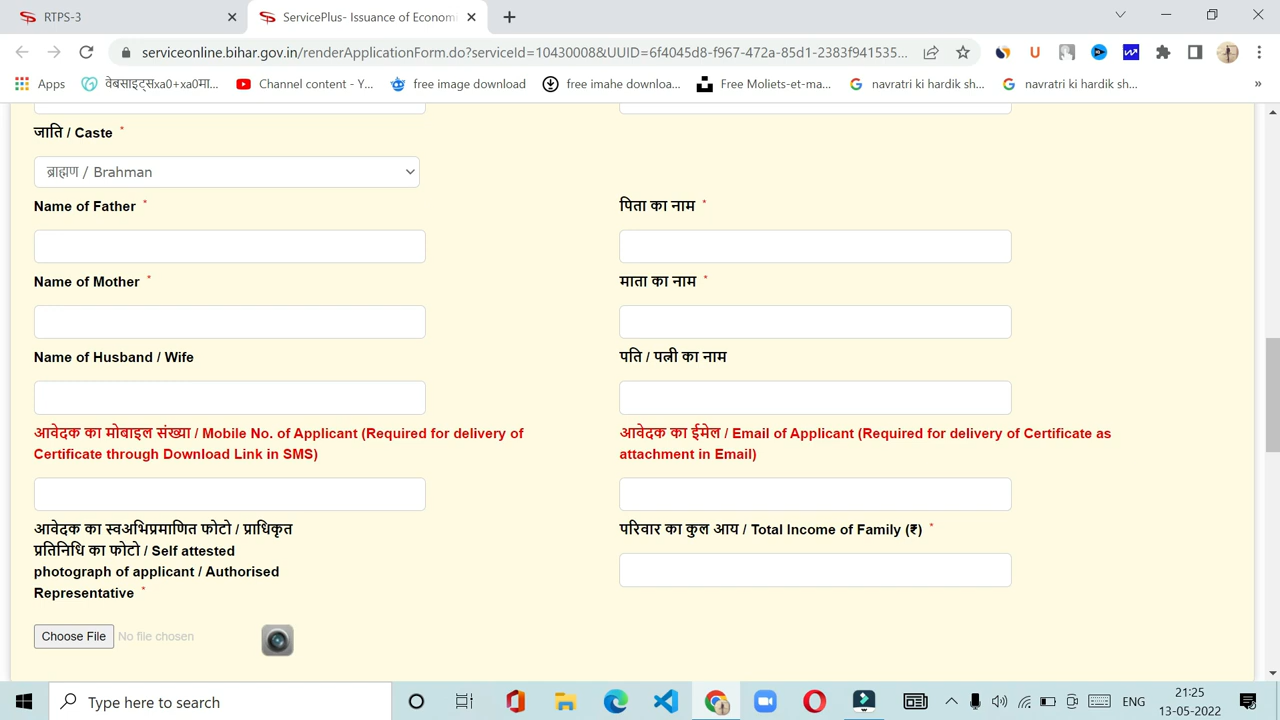 RTPS-3
ServicePlus- Issuance of Economi
serviceonline.bihar.gov.in/renderApplicationForm.do?serviceId=10430008&UUID=6f4045d8-f967-472a-85d1-2383f941535...
Apps
वेबसाइट्सxa0+xa0मा...
Channel content - Y...
free image download
free imahe downloa...
Free Moliets-et-ma...
navratri ki hardik sh...
navratri ki hardik sh...
»
जाति / Caste *
ब्राह्मण / Brahman
Name of Father *
पिता का नाम *
Name of Mother *
माता का नाम *
Name of Husband / Wife
पति / पत्नी का नाम
आवेदक का मोबाइल संख्या / Mobile No. of Applicant (Required for delivery of
Certificate through Download Link in SMS)
आवेदक का ईमेल / Email of Applicant (Required for delivery of Certificate as
attachment in Email)
आवेदक का स्वअभिप्रमाणित फोटो / प्राधिकृत
प्रतिनिधि का फोटो / Self attested
photograph of applicant / Authorised
Representative *
परिवार का कुल आय / Total Income of Family (₹) *
Choose File No file chosen
Type here to search
ENG
21:25
13-05-2022